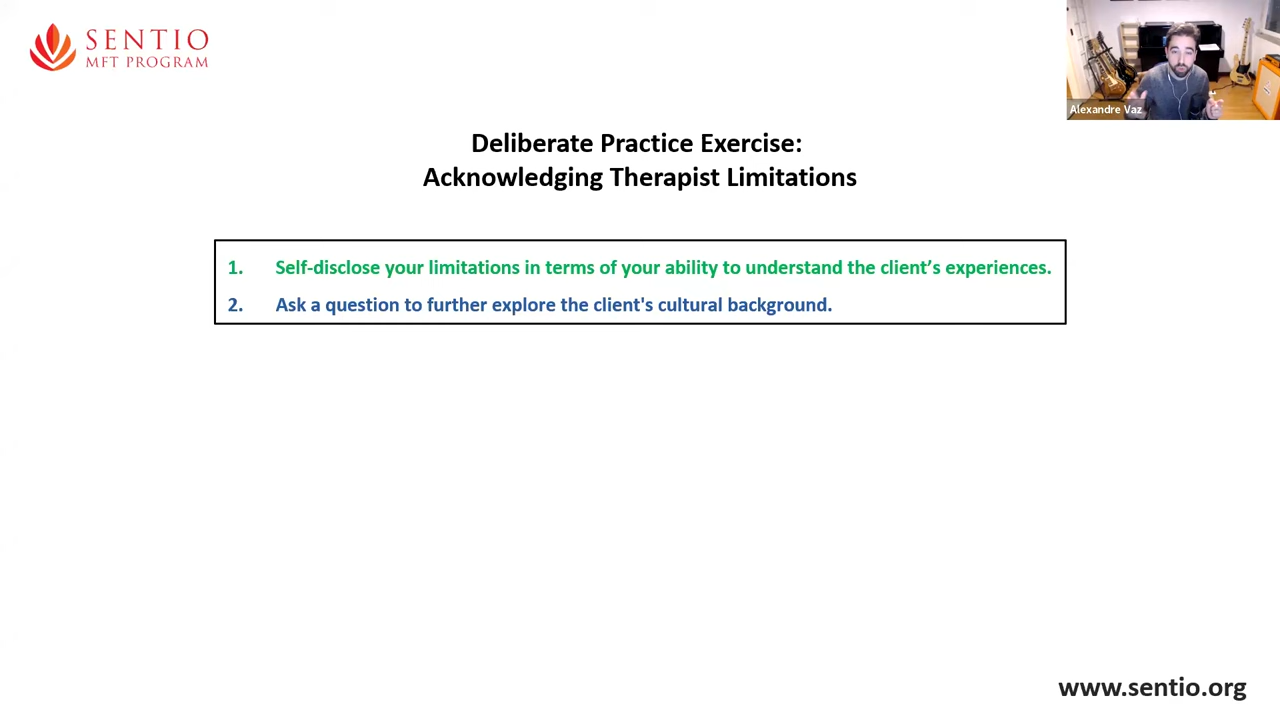 SENTIO
MFT PROGRAM
Alexandre Vaz
Deliberate Practice Exercise:
Acknowledging Therapist Limitations
1. Self-disclose your limitations in terms of your ability to understand the client’s experiences.
2. Ask a question to further explore the client's cultural background.
www.sentio.org